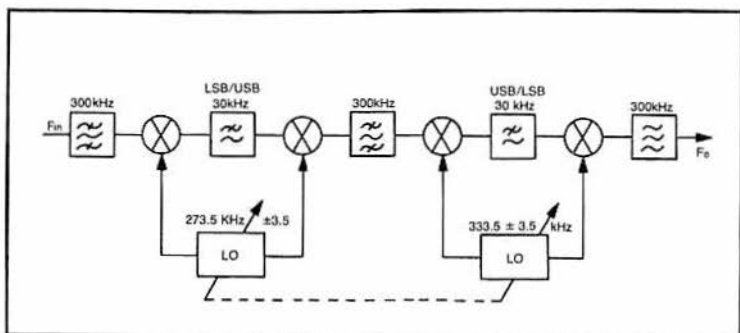 LSB/USB
USB/LSB
300kHz
30kHz
300kHz
30 kHz
300kHz
Fin
Fo
273.5 KHz ±3.5
333.5 ± 3.5 kHz
LO
LO